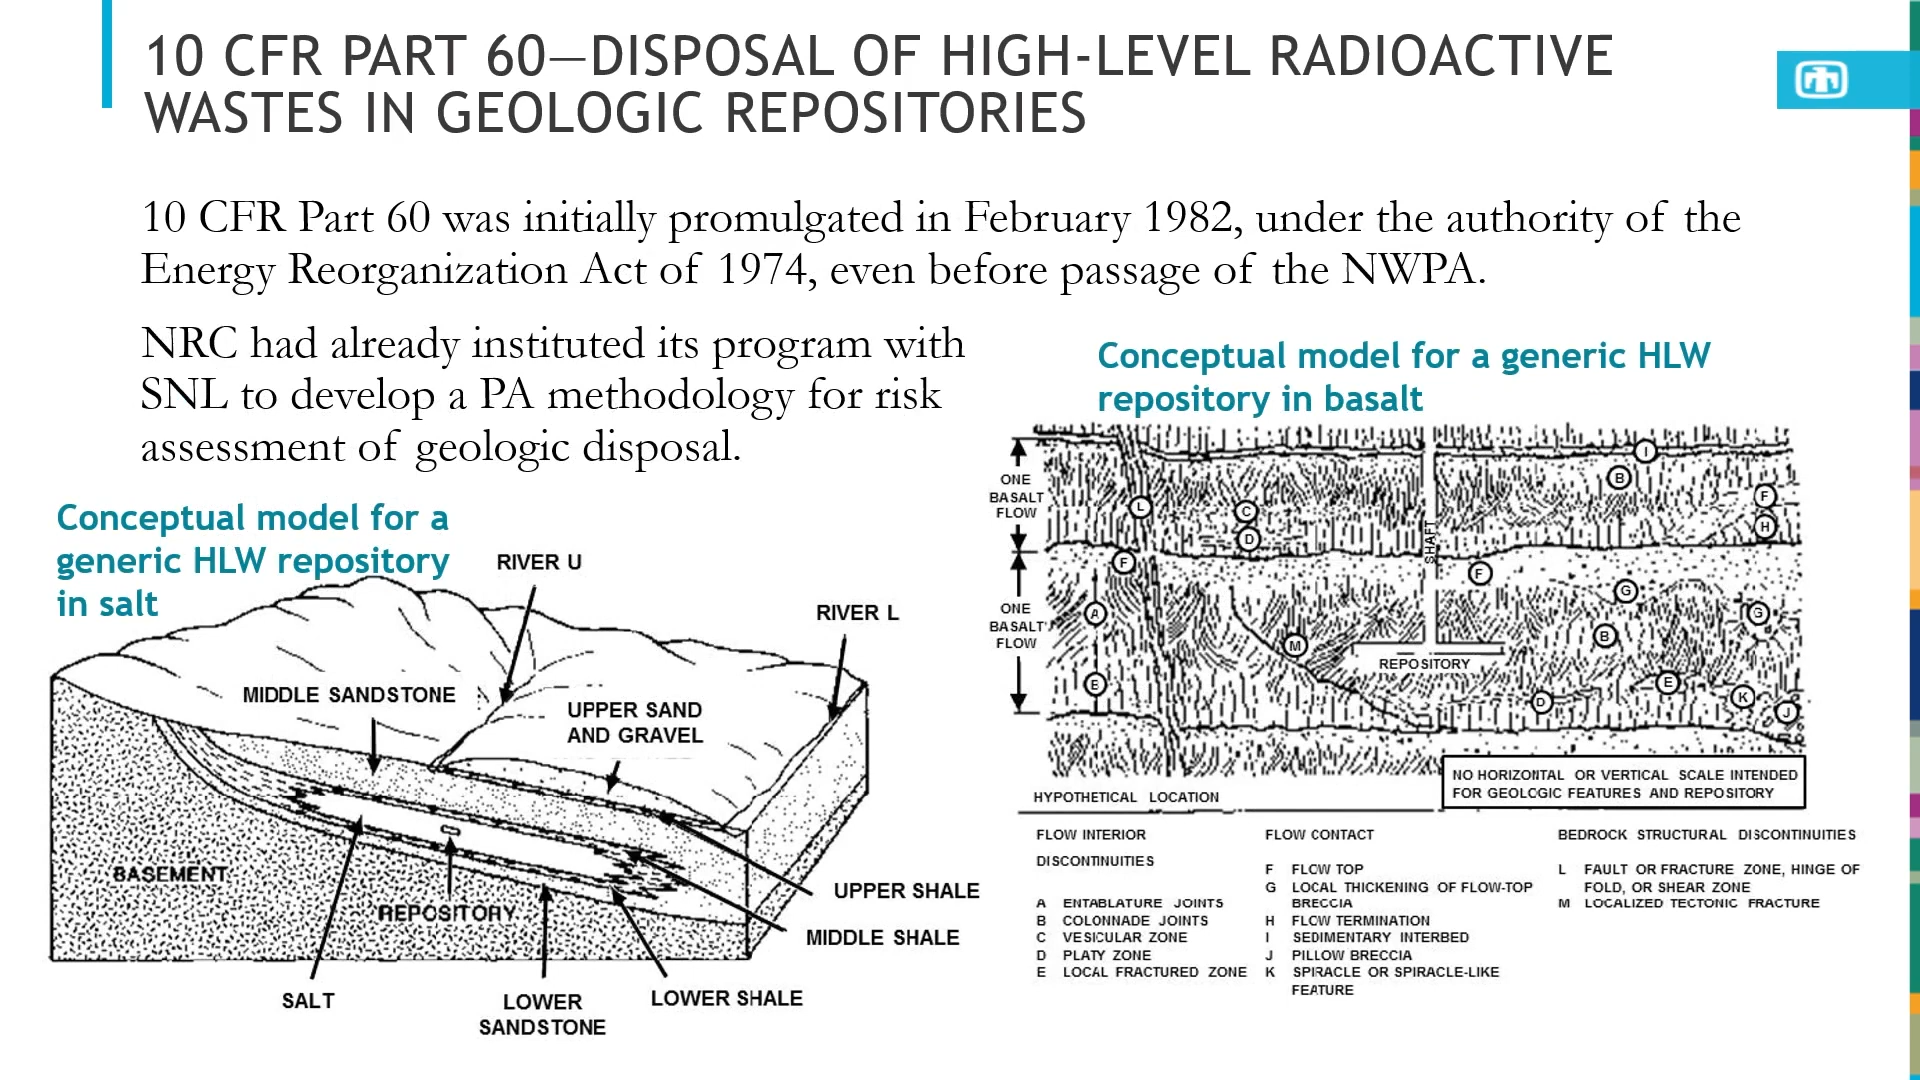 10 CFR PART 60—DISPOSAL OF HIGH-LEVEL RADIOACTIVE
WASTES IN GEOLOGIC REPOSITORIES
10 CFR Part 60 was initially promulgated in February 1982, under the authority of the
Energy Reorganization Act of 1974, even before passage of the NWPA.
NRC had already instituted its program with
SNL to develop a PA methodology for risk
assessment of geologic disposal.
Conceptual model for a
generic HLW repository
in salt
RIVER U
RIVER L
MIDDLE SANDSTONE
UPPER SAND
AND GRAVEL
BASEMENT
REPOSITORY
UPPER SHALE
MIDDLE SHALE
SALT
LOWER
SANDSTONE
LOWER SHALE
Conceptual model for a generic HLW
repository in basalt
ONE
BASALT
FLOW
ONE
BASALT
FLOW
SHAFT
I
B
F
H
L
C
D
F
F
G
G
A
B
M
REPOSITORY
E
E
D
K
J
NO HORIZONTAL OR VERTICAL SCALE INTENDED
FOR GEOLOGIC FEATURES AND REPOSITORY
HYPOTHETICAL LOCATION
FLOW INTERIOR
DISCONTINUITIES
A ENTABLATURE JOINTS
B COLONNADE JOINTS
C VESICULAR ZONE
D PLATY ZONE
E LOCAL FRACTURED ZONE
FLOW CONTACT
F FLOW TOP
G LOCAL THICKENING OF FLOW-TOP
BRECCIA
H FLOW TERMINATION
I SEDIMENTARY INTERBED
J PILLOW BRECCIA
K SPIRACLE OR SPIRACLE-LIKE
FEATURE
BEDROCK STRUCTURAL DISCONTINUITIES
L FAULT OR FRACTURE ZONE, HINGE OF
FOLD, OR SHEAR ZONE
M LOCALIZED TECTONIC FRACTURE